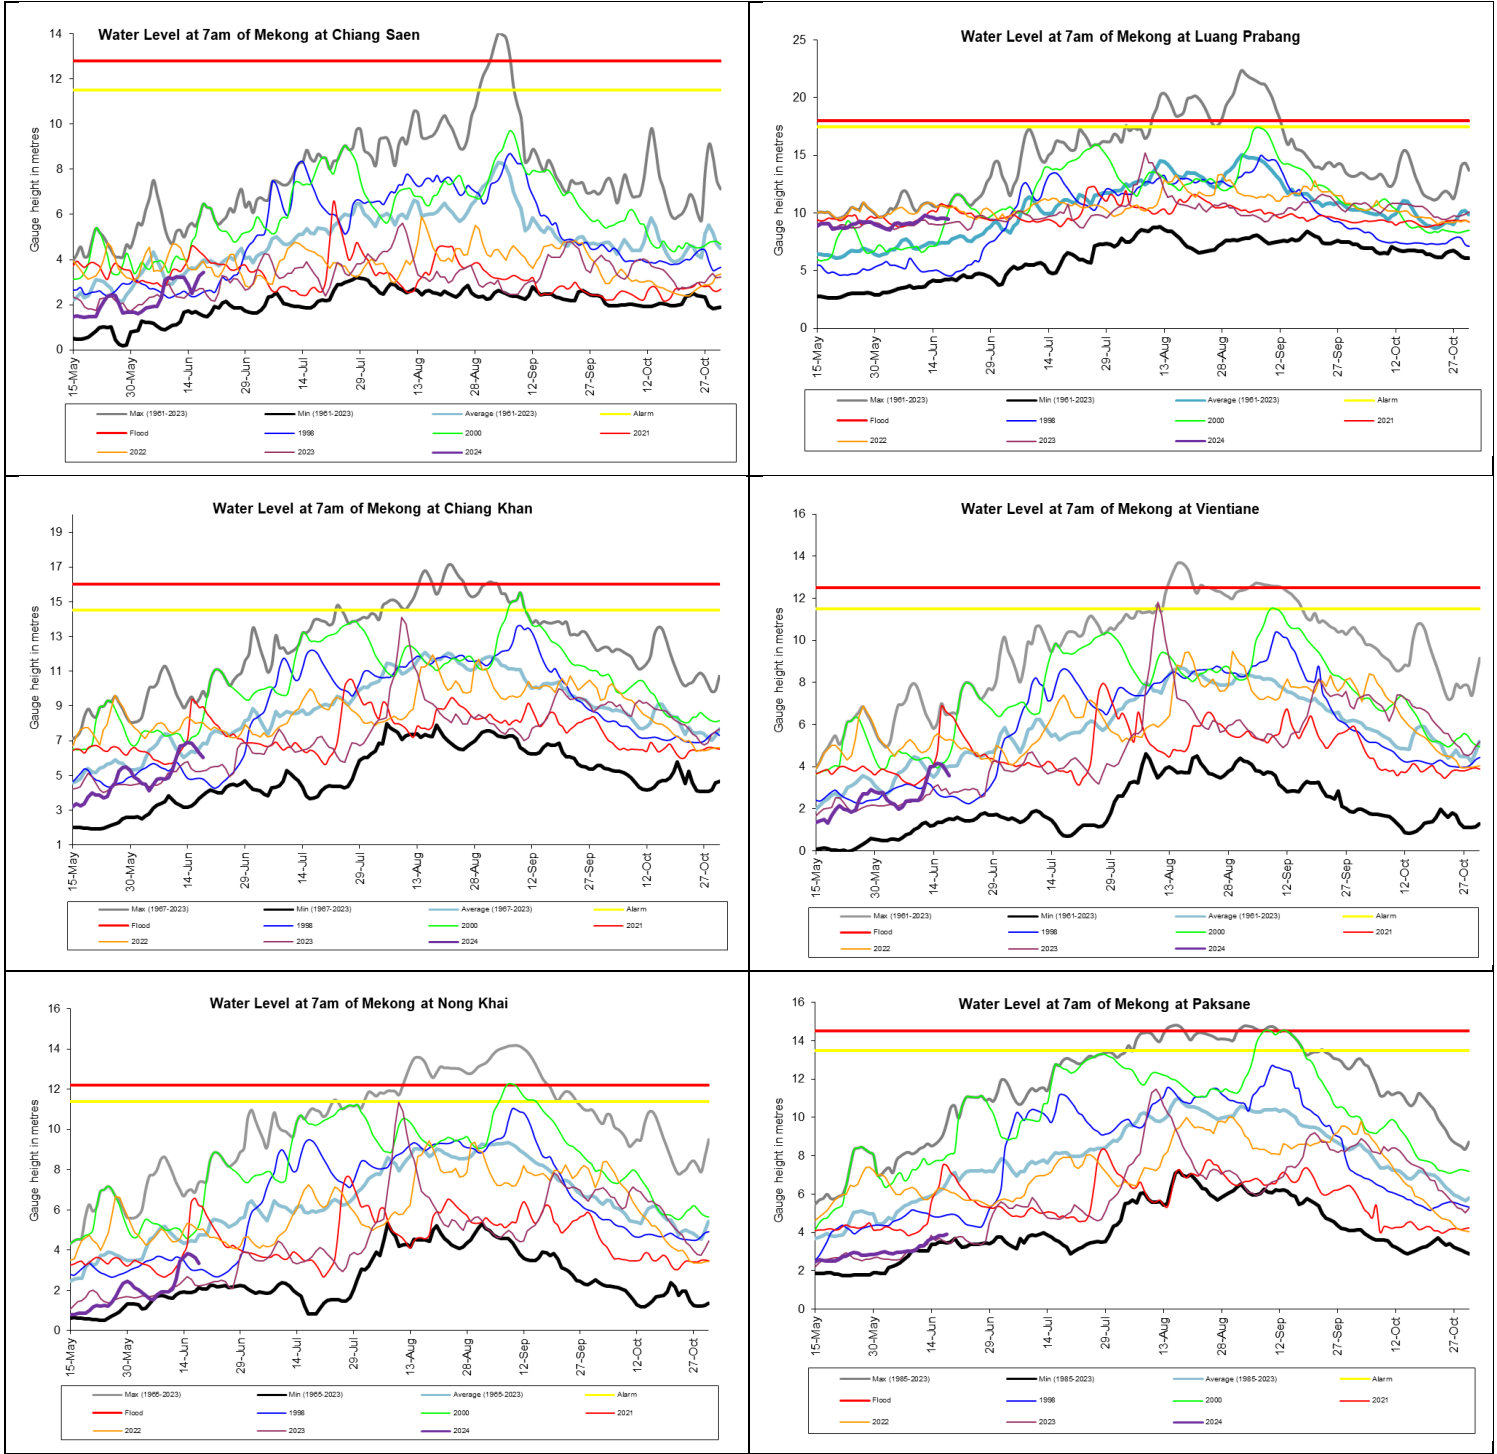 Water Level at 7am of Mekong at Chiang Saen
Gauge height in metres
14
12
10
8
6
4
2
0
15-May
30-May
14-Jun
29-Jun
14-Jul
29-Jul
13-Aug
28-Aug
12-Sep
27-Sep
12-Oct
27-Oct
Max (1961-2023)
Min (1961-2023)
Average (1961-2023)
Alarm
Flood
1998
2000
2021
2022
2023
2024
Water Level at 7am of Mekong at Luang Prabang
Gauge height in metres
25
20
15
10
5
0
15-May
30-May
14-Jun
29-Jun
14-Jul
29-Jul
13-Aug
28-Aug
12-Sep
27-Sep
12-Oct
27-Oct
Max (1961-2023)
Min (1961-2023)
Average (1961-2023)
Alarm
Flood
1998
2000
2021
2022
2023
2024
Water Level at 7am of Mekong at Chiang Khan
Gauge height in metres
19
17
15
13
11
9
7
5
3
1
15-May
30-May
14-Jun
29-Jun
14-Jul
29-Jul
13-Aug
28-Aug
12-Sep
27-Sep
12-Oct
27-Oct
Max (1967-2023)
Min (1967-2023)
Average (1967-2023)
Alarm
Flood
1998
2000
2021
2022
2023
2024
Water Level at 7am of Mekong at Vientiane
Gauge height in metres
16
14
12
10
8
6
4
2
0
15-May
30-May
14-Jun
29-Jun
14-Jul
29-Jul
13-Aug
28-Aug
12-Sep
27-Sep
12-Oct
27-Oct
Max (1961-2023)
Min (1961-2023)
Average (1961-2023)
Alarm
Flood
1998
2000
2021
2022
2023
2024
Water Level at 7am of Mekong at Nong Khai
Gauge height in metres
16
14
12
10
8
6
4
2
0
15-May
30-May
14-Jun
29-Jun
14-Jul
29-Jul
13-Aug
28-Aug
12-Sep
27-Sep
12-Oct
27-Oct
Max (1965-2023)
Min (1965-2023)
Average (1965-2023)
Alarm
Flood
1998
2000
2021
2022
2023
2024
Water Level at 7am of Mekong at Paksane
Gauge height in metres
16
14
12
10
8
6
4
2
0
15-May
30-May
14-Jun
29-Jun
14-Jul
29-Jul
13-Aug
28-Aug
12-Sep
27-Sep
12-Oct
27-Oct
Max (1985-2023)
Min (1985-2023)
Average (1985-2023)
Alarm
Flood
1998
2000
2021
2022
2023
2024